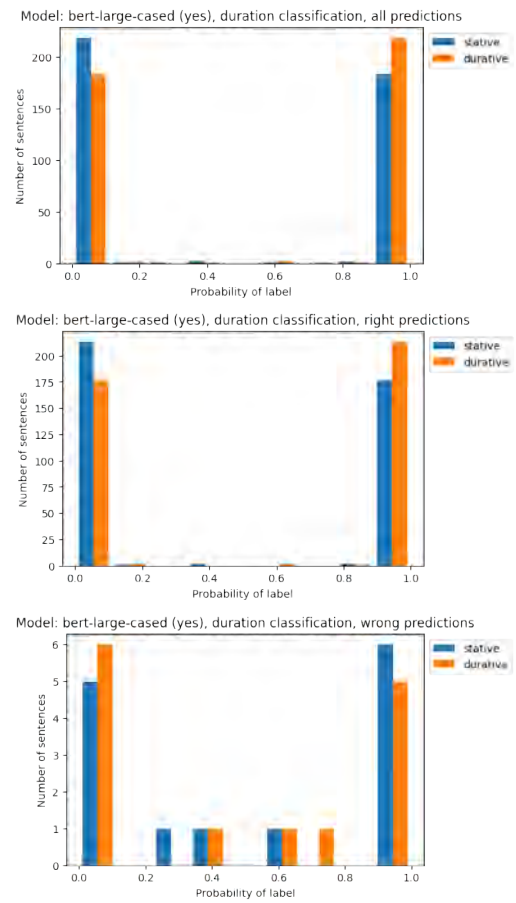 Model: bert-large-cased (yes), duration classification, all predictions
stative
durative
200
150
100
50
0
Number of sentences
0.0 0.2 0.4 0.6 0.8 1.0
Probability of label
Model: bert-large-cased (yes), duration classification, right predictions
stative
durative
200
175
150
125
100
75
50
25
0
Number of sentences
0.0 0.2 0.4 0.6 0.8 1.0
Probability of label
Model: bert-large-cased (yes), duration classification, wrong predictions
stative
durative
6
5
4
3
2
1
0
Number of sentences
0.0 0.2 0.4 0.6 0.8 1.0
Probability of label